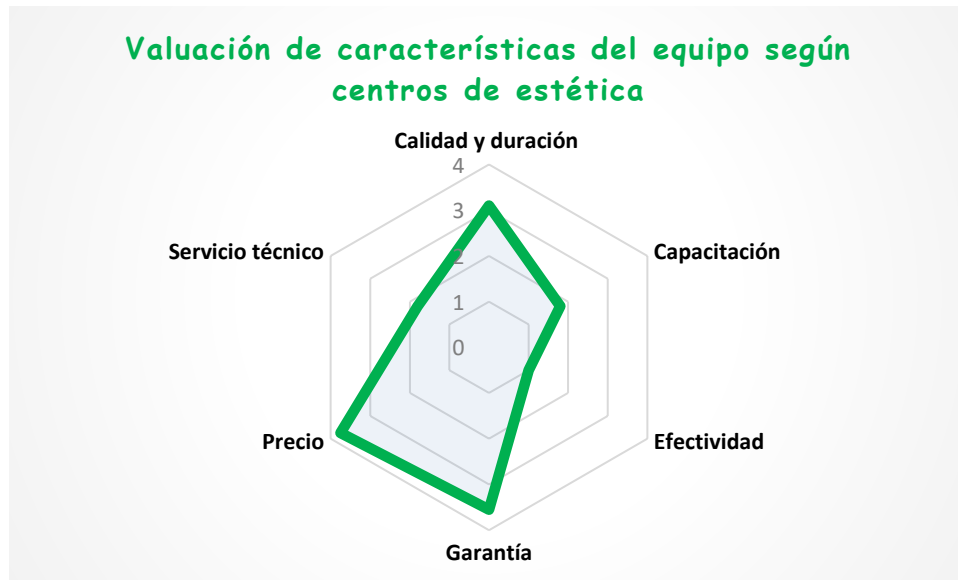 Valuación de características del equipo según
centros de estética
Calidad y duración
4
3
2
1
0
Servicio técnico
Capacitación
Precio
Efectividad
Garantía